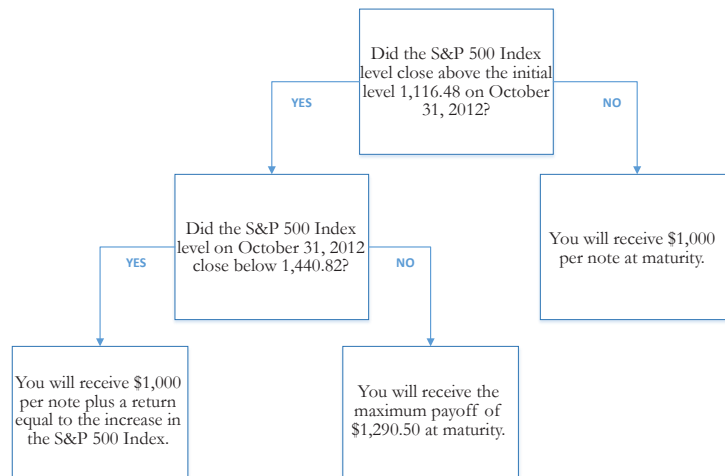 Did the S&P 500 Index
level close above the initial
level 1,116.48 on October
31, 2012?
YES
NO
Did the S&P 500 Index
level on October 31, 2012
close below 1,440.82?
You will receive $1,000
per note at maturity.
YES
NO
You will receive $1,000
per note plus a return
equal to the increase in
the S&P 500 Index.
You will receive the
maximum payoff of
$1,290.50 at maturity.